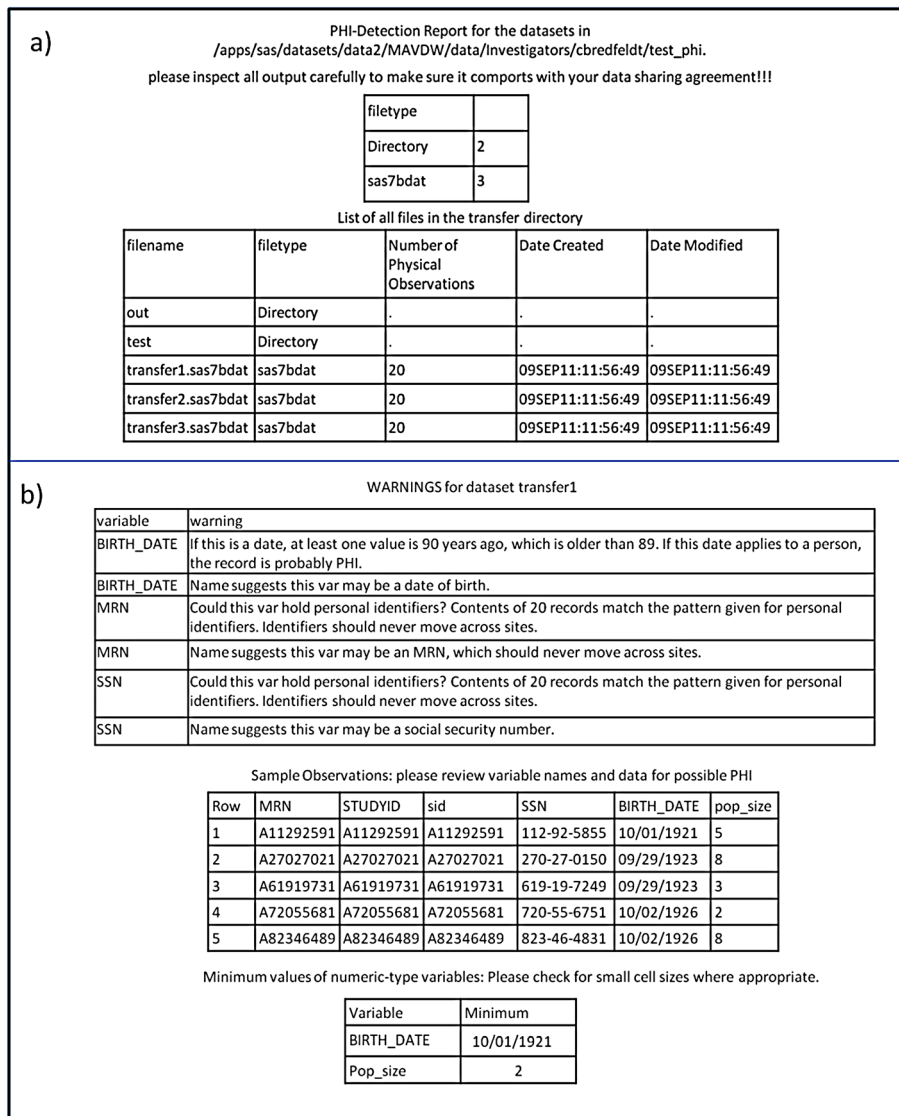 a)
PHI-Detection Report for the datasets in
/apps/sas/datasets/data2/MAVDW/data/Investigators/cbredfeldt/test_phi.
please inspect all output carefully to make sure it comports with your data sharing agreement!!!
filetype
Directory 2
sas7bdat 3
List of all files in the transfer directory
filename filetype Number of Date Created Date Modified
Physical
Observations
out Directory . . .
test Directory . . .
transfer1.sas7bdat sas7bdat 20 09SEP11:11:56:49 09SEP11:11:56:49
transfer2.sas7bdat sas7bdat 20 09SEP11:11:56:49 09SEP11:11:56:49
transfer3.sas7bdat sas7bdat 20 09SEP11:11:56:49 09SEP11:11:56:49
b)
WARNINGS for dataset transfer1
variable warning
BIRTH_DATE If this is a date, at least one value is 90 years ago, which is older than 89. If this date applies to a person,
the record is probably PHI.
BIRTH_DATE Name suggests this var may be a date of birth.
MRN Could this var hold personal identifiers? Contents of 20 records match the pattern given for personal
identifiers. Identifiers should never move across sites.
MRN Name suggests this var may be an MRN, which should never move across sites.
SSN Could this var hold personal identifiers? Contents of 20 records match the pattern given for personal
identifiers. Identifiers should never move across sites.
SSN Name suggests this var may be a social security number.
Sample Observations: please review variable names and data for possible PHI
Row MRN STUDYID sid SSN BIRTH_DATE pop_size
1 A11292591 A11292591 A11292591 112-92-5855 10/01/1921 5
2 A27027021 A27027021 A27027021 270-27-0150 09/29/1923 8
3 A61919731 A61919731 A61919731 619-19-7249 09/29/1923 3
4 A72055681 A72055681 A72055681 720-55-6751 10/02/1926 2
5 A82346489 A82346489 A82346489 823-46-4831 10/02/1926 8
Minimum values of numeric-type variables: Please check for small cell sizes where appropriate.
Variable Minimum
BIRTH_DATE 10/01/1921
Pop_size 2